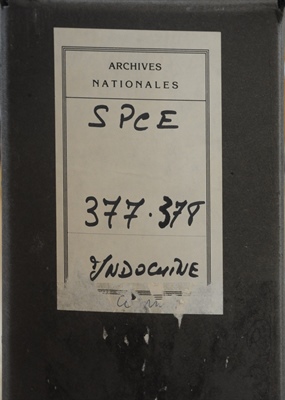 ARCHIVES
NATIONALES
SPCE
377.378
INDOCHINE